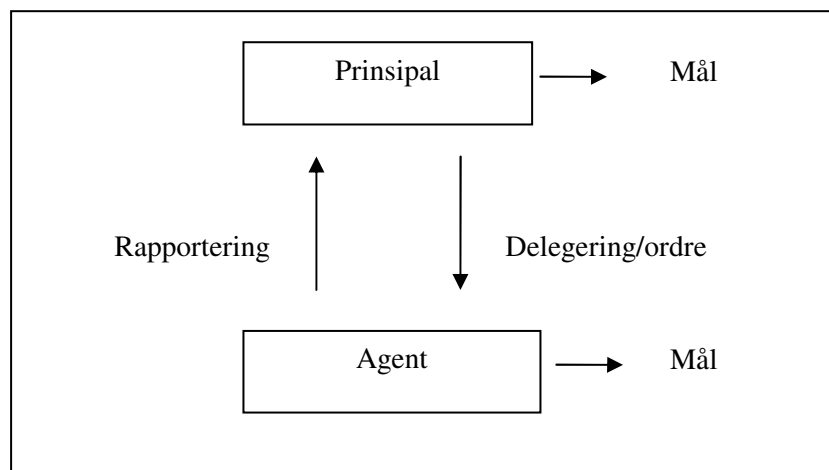 Prinsipal
Mål
Rapportering
Delegering/ordre
Agent
Mål